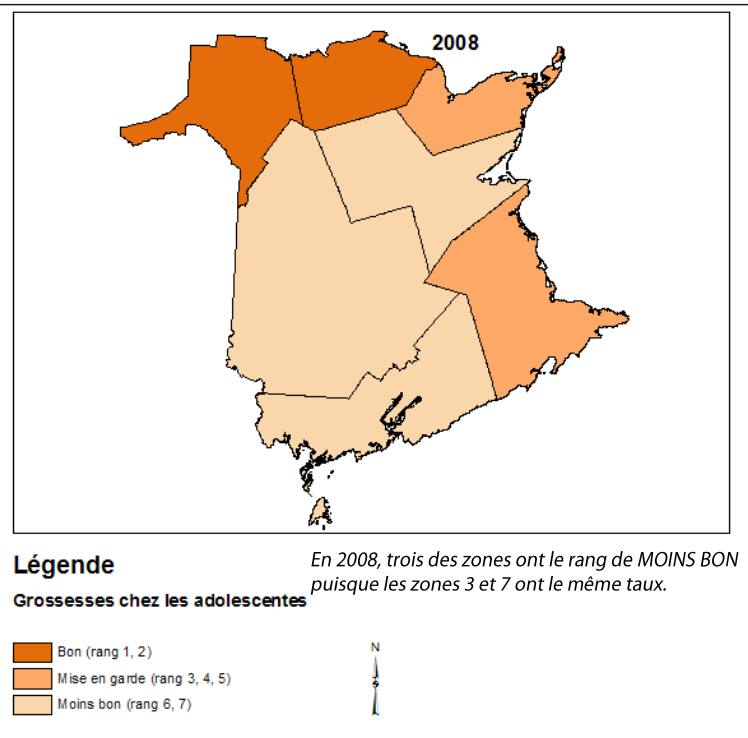 2008
Légende
En 2008, trois des zones ont le rang de MOINS BON
puisque les zones 3 et 7 ont le même taux.
Grossesses chez les adolescentes
Bon (rang 1, 2)
Mise en garde (rang 3, 4, 5)
Moins bon (rang 6, 7)
N